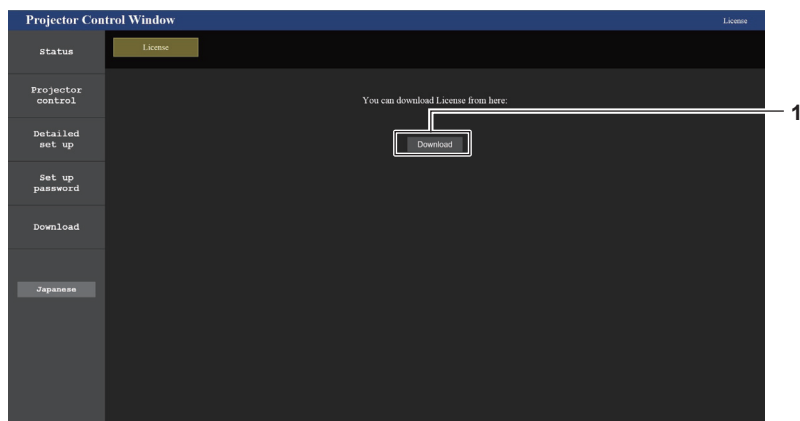 Projector Control Window
License
Status
License
Projector
control
You can download License from here:
1
Detailed
set up
Download
Set up
password
Download
Japanese